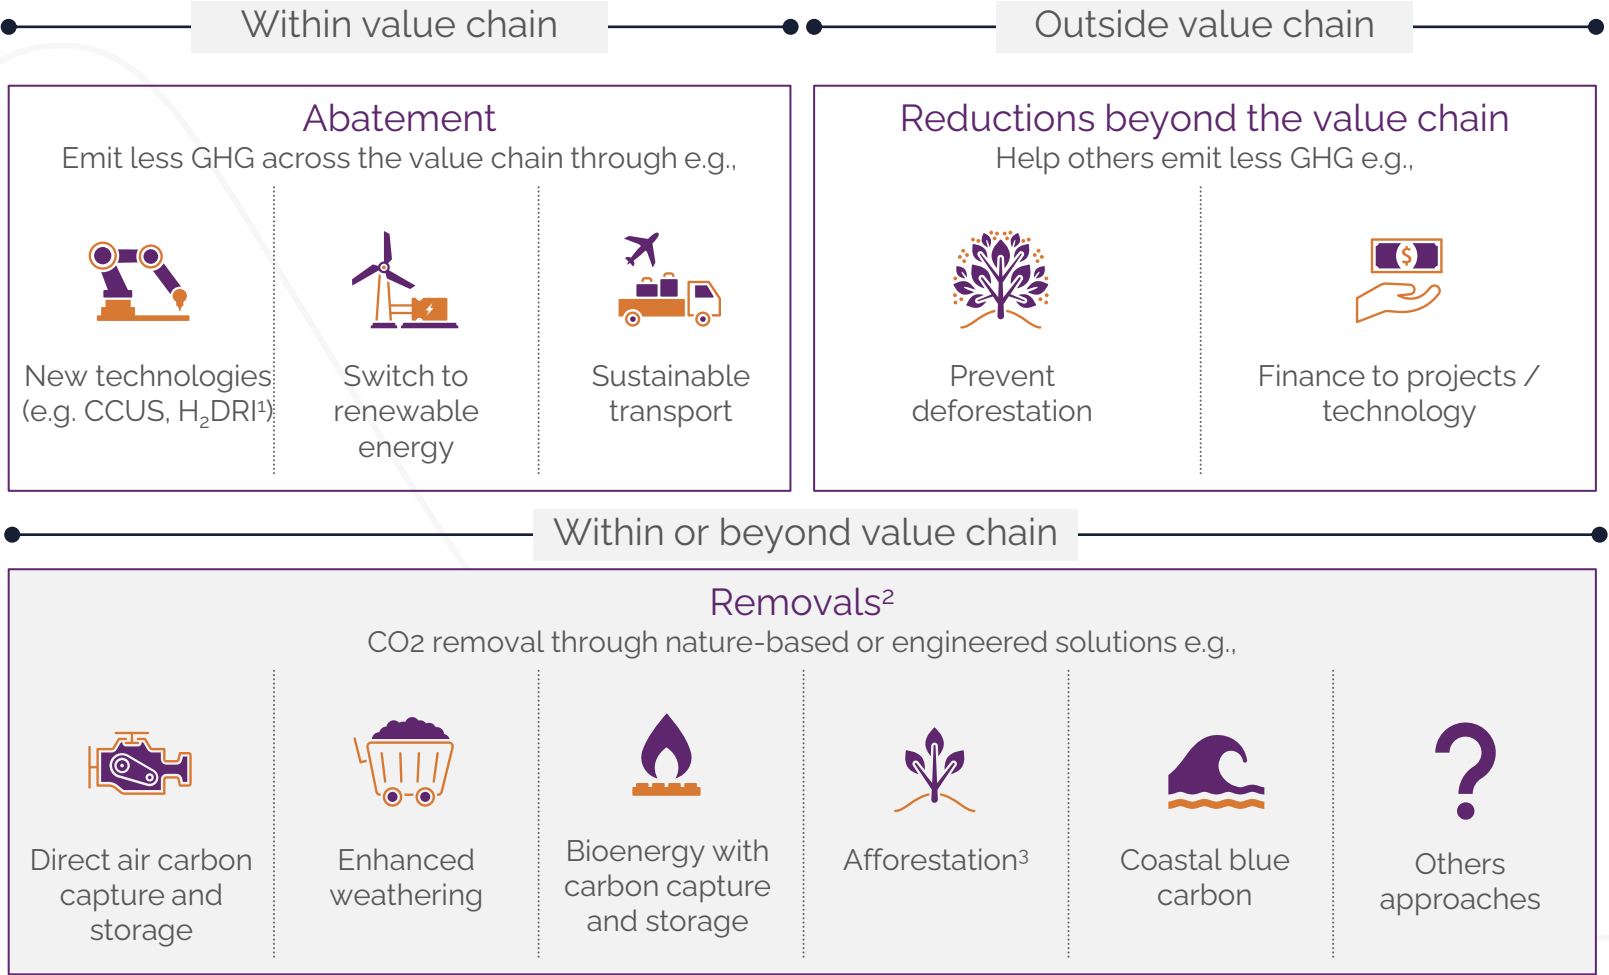 Within value chain
Outside value chain
Abatement
Emit less GHG across the value chain through e.g.,
New technologies
(e.g. CCUS, H₂DRI¹)
Switch to
renewable
energy
Sustainable
transport
Reductions beyond the value chain
Help others emit less GHG e.g.,
Prevent
deforestation
$
Finance to projects /
technology
Within or beyond value chain
Removals²
CO2 removal through nature-based or engineered solutions e.g.,
Direct air carbon
capture and
storage
Enhanced
weathering
Bioenergy with
carbon capture
and storage
Afforestation³
Coastal blue
carbon
?
Others
approaches